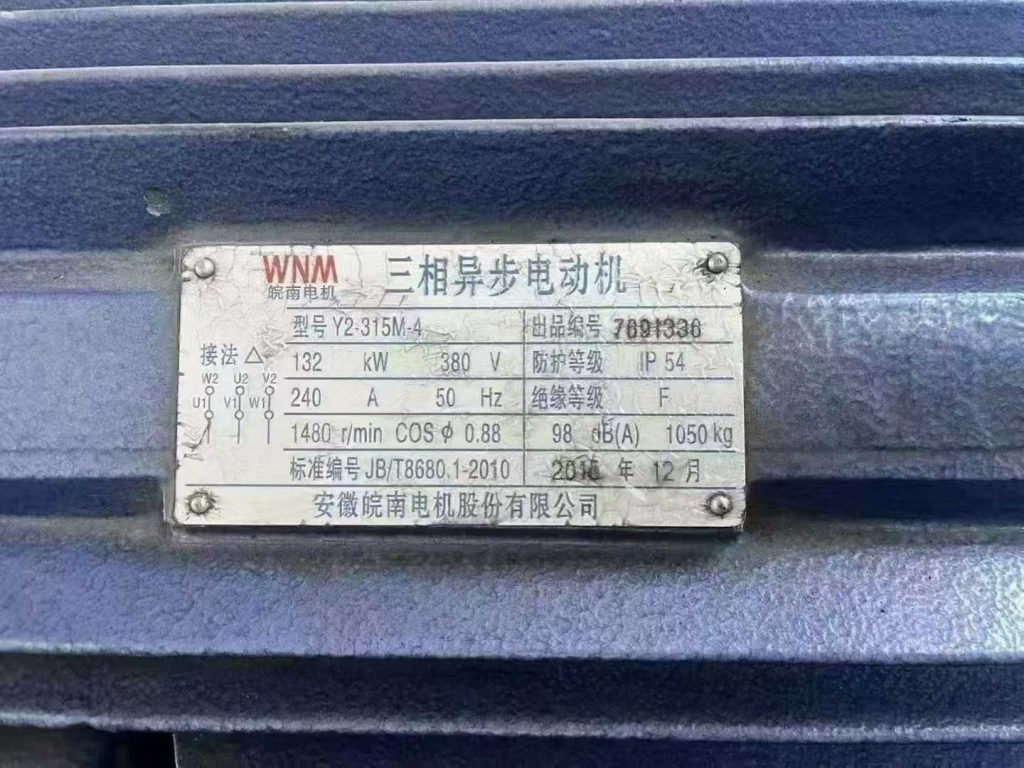 WNM
皖南电机
三相异步电动机
型号 Y2-315M-4 出品编号 7691336
接法 △
132 kW 380 V 防护等级 IP 54
W2 U2 V2
U1 V1 W1
240 A 50 Hz 绝缘等级 F
1480 r/min COS ϕ 0.88 98 dB(A) 1050 kg
标准编号 JB/T8680.1-2010 年 12 月
安徽皖南电机股份有限公司